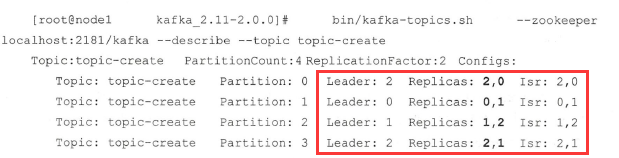 [root@node1 kafka_2.11-2.0.0]# bin/kafka-topics.sh --zookeeper
localhost:2181/kafka --describe --topic topic-create
Topic:topic-create PartitionCount:4 ReplicationFactor:2 Configs:
Topic: topic-create Partition: 0 Leader: 2 Replicas: 2,0 Isr: 2,0
Topic: topic-create Partition: 1 Leader: 0 Replicas: 0,1 Isr: 0,1
Topic: topic-create Partition: 2 Leader: 1 Replicas: 1,2 Isr: 1,2
Topic: topic-create Partition: 3 Leader: 2 Replicas: 2,1 Isr: 2,1